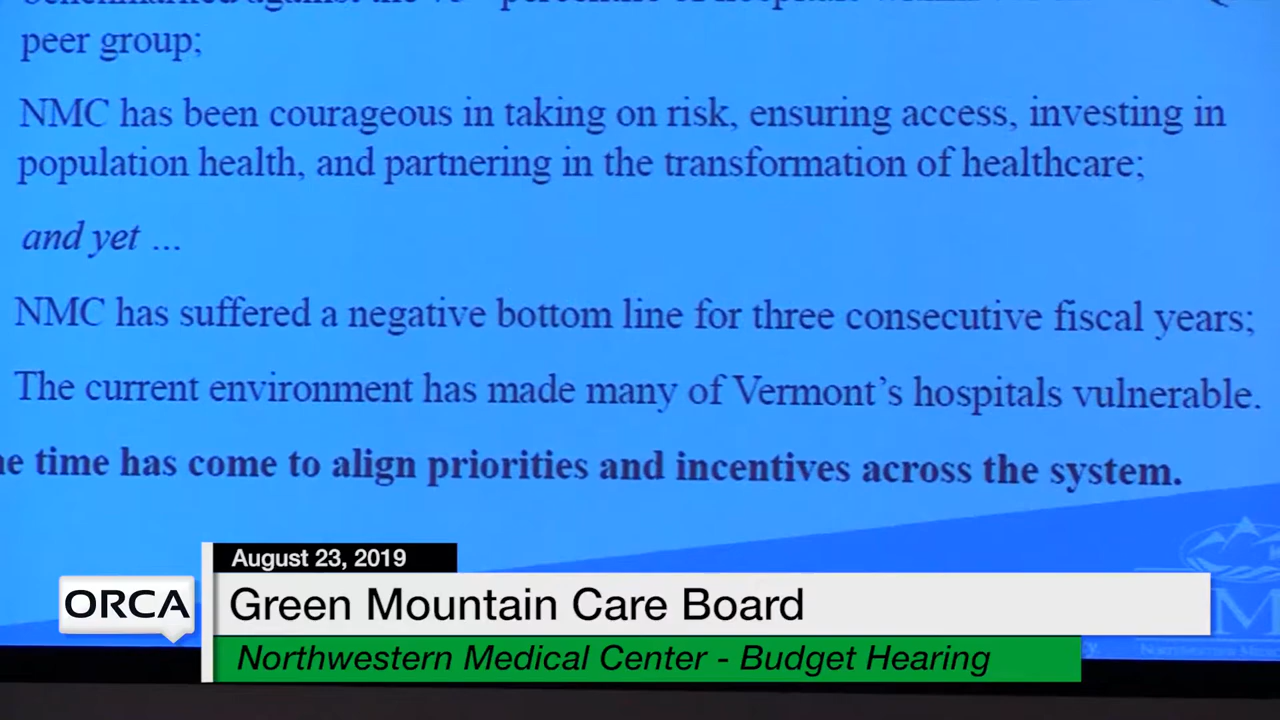 peer group;
NMC has been courageous in taking on risk, ensuring access, investing in
population health, and partnering in the transformation of healthcare;
and yet ...
NMC has suffered a negative bottom line for three consecutive fiscal years;
The current environment has made many of Vermont's hospitals vulnerable.
time has come to align priorities and incentives across the system.
August 23, 2019
ORCA
Green Mountain Care Board
Northwestern Medical Center - Budget Hearing